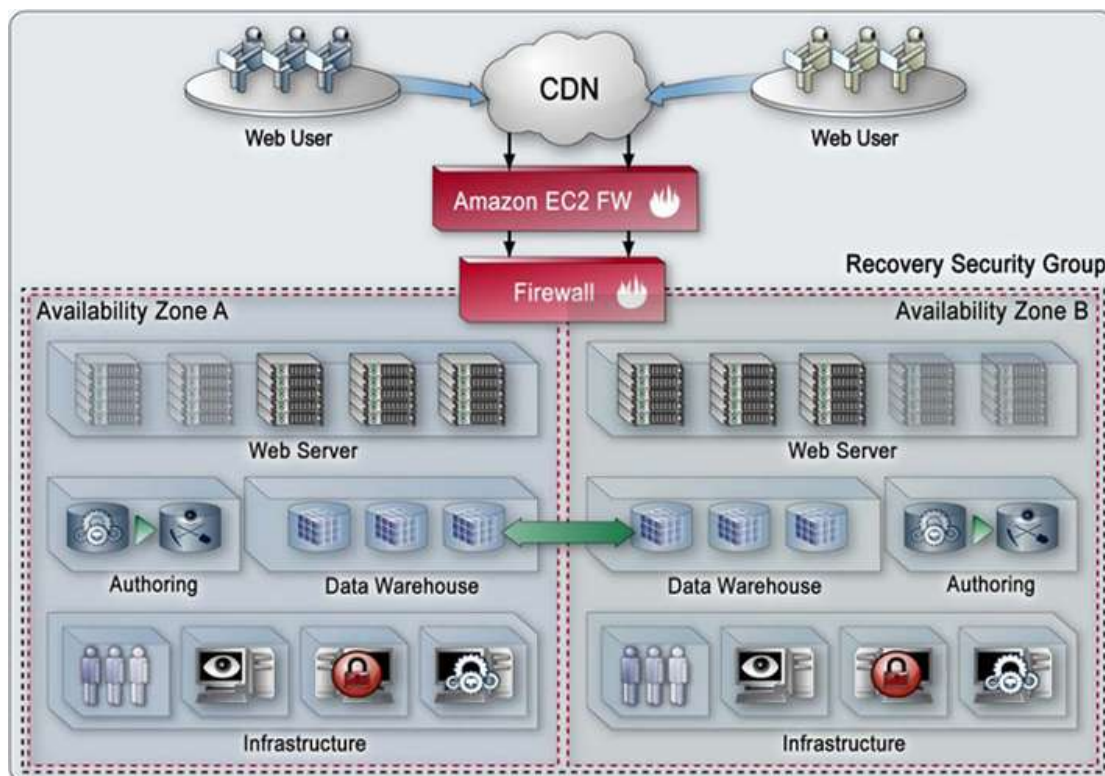 CDN
Web User
Web User
Amazon EC2 FW
Recovery Security Group
Firewall
Availability Zone A
Availability Zone B
Web Server
Web Server
Authoring
Data Warehouse
Data Warehouse
Authoring
Infrastructure
Infrastructure